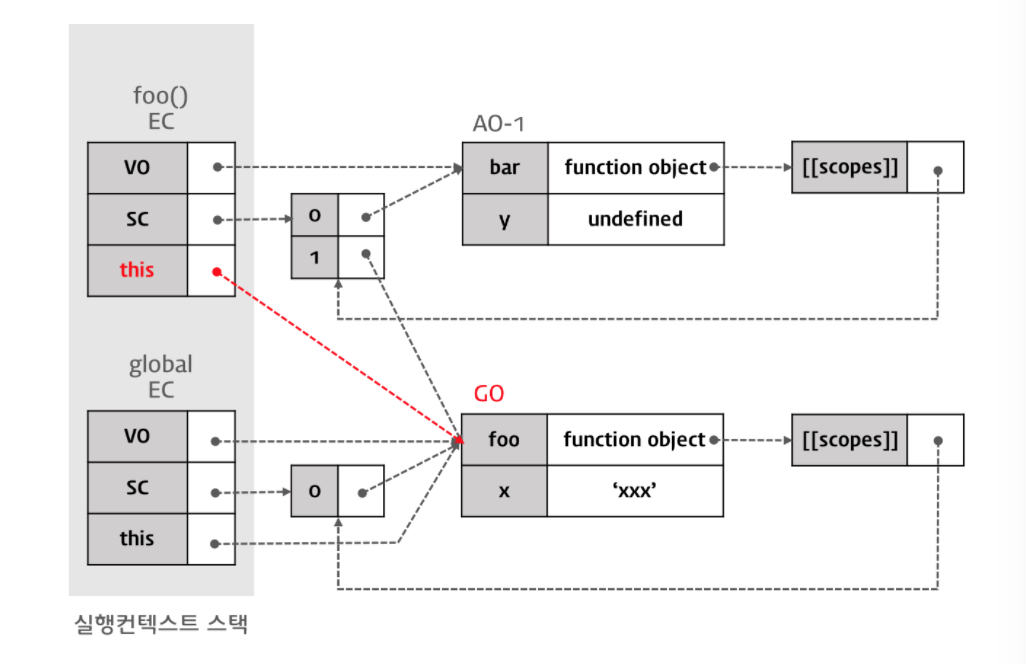 foo()
EC
AO-1
VO
bar
function object
[[scopes]]
SC
0
y
undefined
1
this
global
EC
GO
VO
foo
function object
[[scopes]]
SC
0
x
‘xxx’
this
실행컨텍스트 스택